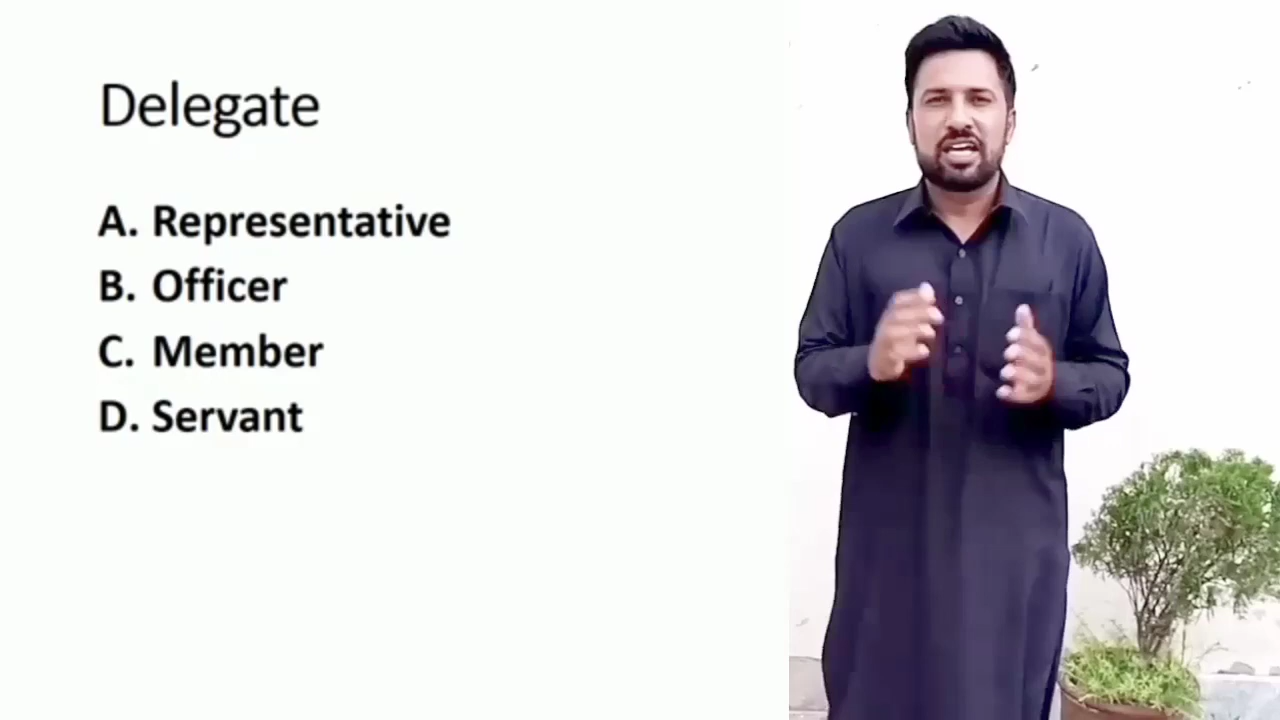 Delegate
A. Representative
B. Officer
C. Member
D. Servant